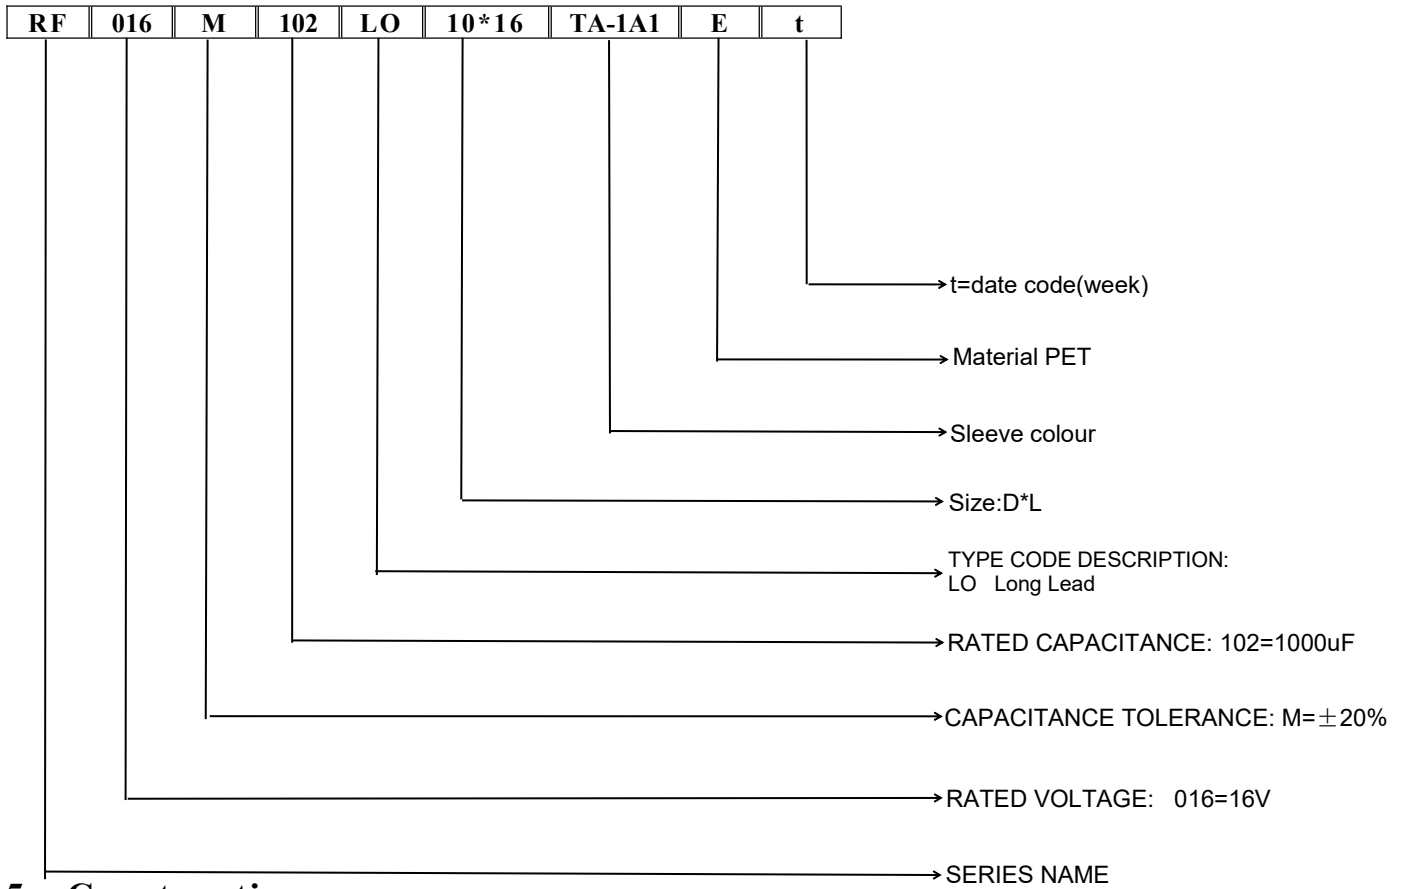 RF 016 M 102 LO 10*16 TA-1A1 E t
t=date code(week)
Material PET
Sleeve colour
Size:D*L
TYPE CODE DESCRIPTION:
LO Long Lead
RATED CAPACITANCE: 102=1000uF
CAPACITANCE TOLERANCE: M=±20%
RATED VOLTAGE: 016=16V
SERIES NAME